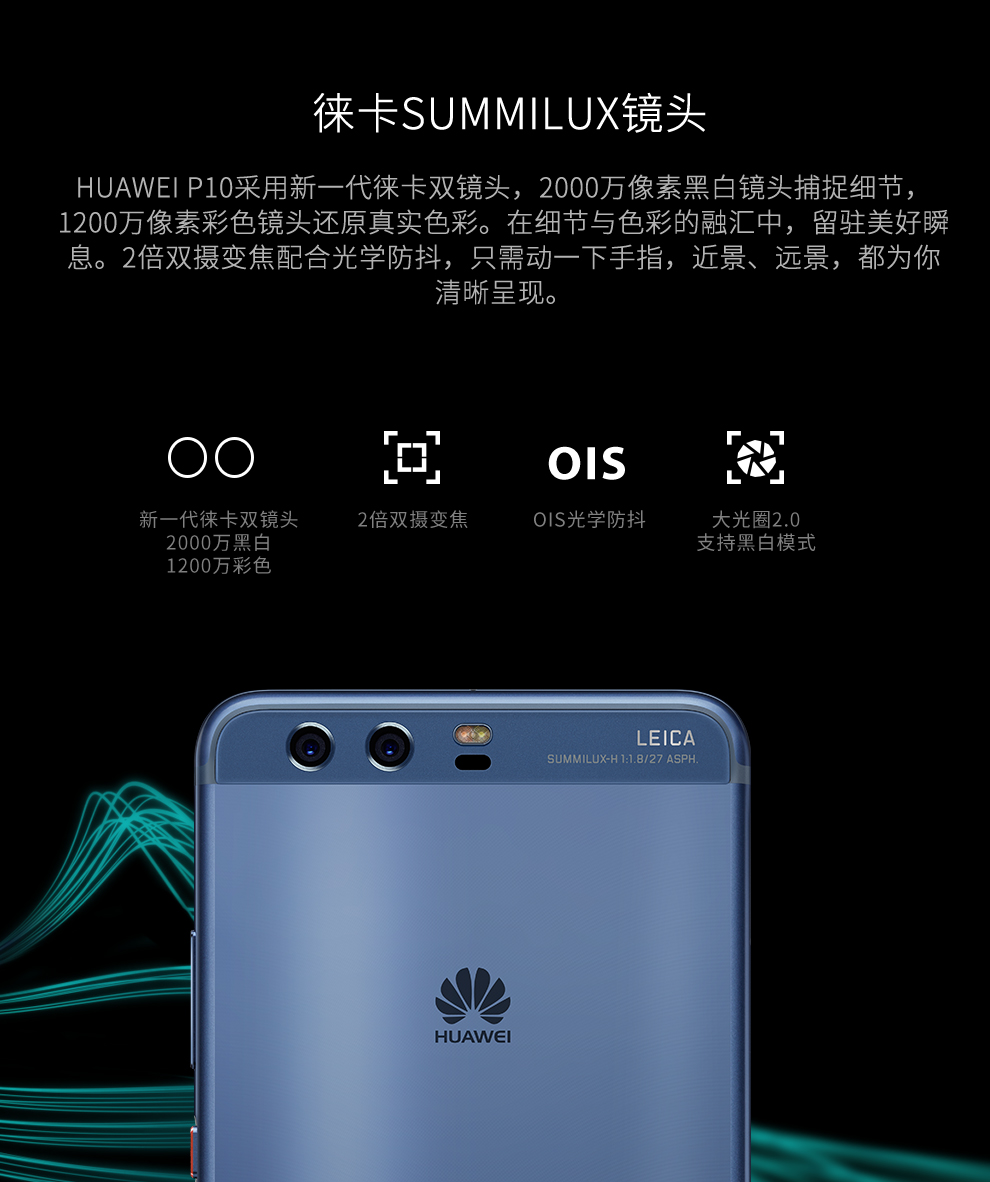 徕卡SUMMILUX镜头
HUAWEI P10采用新一代徕卡双镜头，2000万像素黑白镜头捕捉细节，
1200万像素彩色镜头还原真实色彩。在细节与色彩的融汇中，留驻美好瞬
息。2倍双摄变焦配合光学防抖，只需动一下手指，近景、远景，都为你
清晰呈现。
OIS
新一代徕卡双镜头
2000万黑白
1200万彩色
2倍双摄变焦
OIS光学防抖
大光圈2.0
支持黑白模式
LEICA
SUMMILUX-H 1:1.8/27 ASPH.
HUAWEI